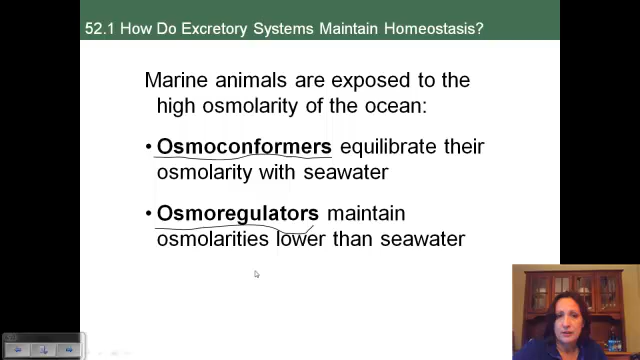 52.1 How Do Excretory Systems Maintain Homeostasis?
Marine animals are exposed to the
high osmolarity of the ocean:
• Osmoconformers equilibrate their
osmolarity with seawater
• Osmoregulators maintain
osmolarities lower than seawater